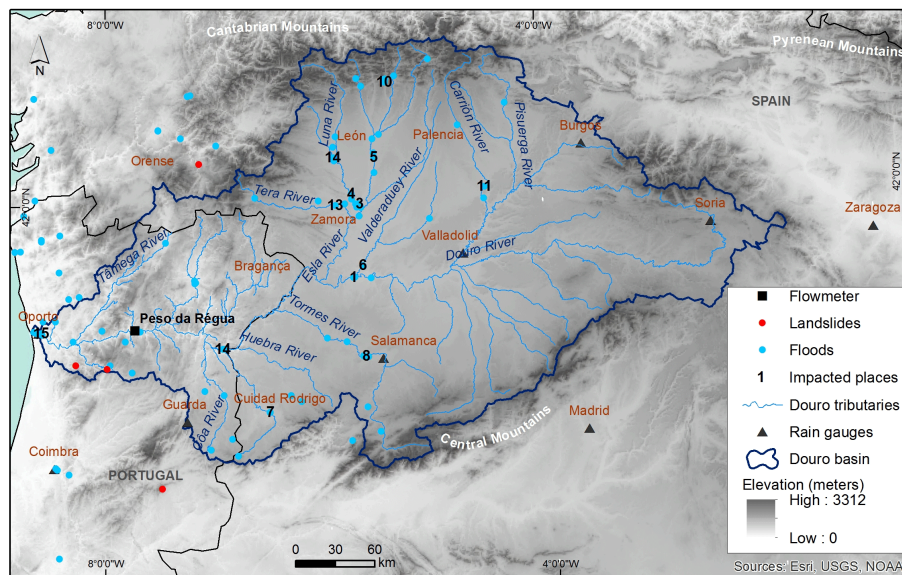 8°0'0"W
4°0'0"W
Cantabrian Mountains
Pyrenean Mountains
N
SPAIN
10
Luna River
Carrión River
Pisuerga River
León
Palencia
Burgos
Orense
14
5
42°0'0"N
42°0'0"N
Tera River
4
13
3
11
Zamora
Valderaduey River
Soria
Zaragoza
Valladolid
Douro River
Esla River
Tâmega River
Bragança
6
1
Oporto
15
Peso da Régua
Tormes River
14
Huebra River
8
Salamanca
Guarda
Côa River
Cuidad Rodrigo
7
Madrid
Central Mountains
Coimbra
PORTUGAL
Flowmeter
Landslides
Floods
1 Impacted places
Douro tributaries
Rain gauges
Douro basin
Elevation (meters)
High : 3312
Low : 0
0 30 60
km
8°0'0"W
4°0'0"W
Sources: Esri, USGS, NOAA